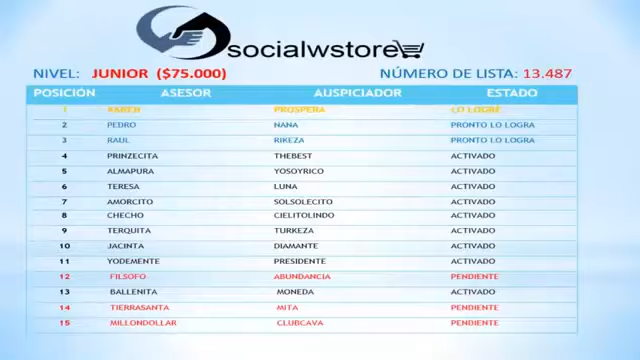 socialwstore
NIVEL: JUNIOR ($75.000) NÚMERO DE LISTA: 13.487
POSICIÓN ASESOR AUSPICIADOR ESTADO
1 KAREN PROSPERA LO LOGRE
2 PEDRO NANA PRONTO LO LOGRA
3 RAUL RIKEZA PRONTO LO LOGRA
4 PRINZECITA THEBEST ACTIVADO
5 ALMAPURA YOSOYRICO ACTIVADO
6 TERESA LUNA ACTIVADO
7 AMORCITO SOLSOLECITO ACTIVADO
8 CHECHO CIELITOLINDO ACTIVADO
9 TERQUITA TURKEZA ACTIVADO
10 JACINTA DIAMANTE ACTIVADO
11 YODEMENTE PRESIDENTE ACTIVADO
12 FILSOFO ABUNDANCIA PENDIENTE
13 BALLENITA MONEDA ACTIVADO
14 TIERRASANTA MITA PENDIENTE
15 MILLONDOLLAR CLUBCAVA PENDIENTE